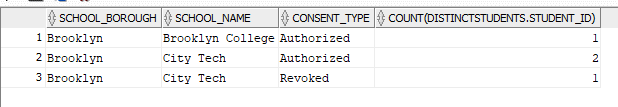 SCHOOL_BOROUGH SCHOOL_NAME CONSENT_TYPE COUNT(DISTINCTSTUDENTS.STUDENT_ID)
1 Brooklyn Brooklyn College Authorized 1
2 Brooklyn City Tech Authorized 2
3 Brooklyn City Tech Revoked 1